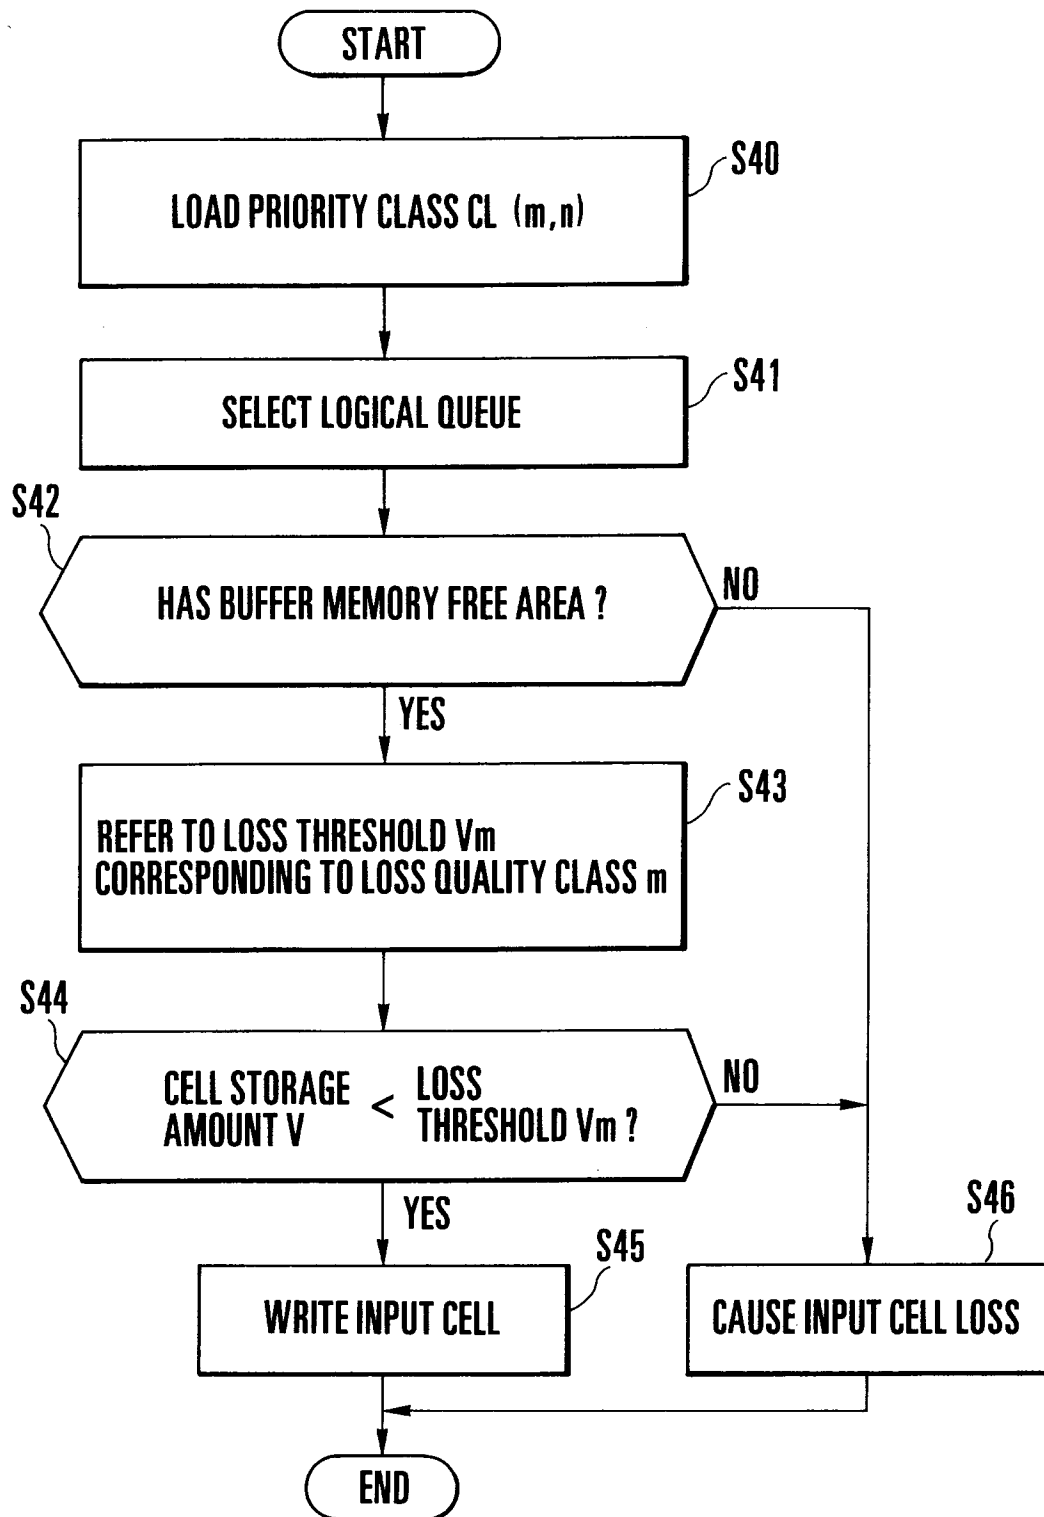 START
S40
LOAD PRIORITY CLASS CL (m,n)
S41
SELECT LOGICAL QUEUE
S42
HAS BUFFER MEMORY FREE AREA ?
NO
YES
S43
REFER TO LOSS THRESHOLD Vm
CORRESPONDING TO LOSS QUALITY CLASS m
S44
CELL STORAGE
AMOUNT V
<
LOSS
THRESHOLD Vm ?
NO
YES
S45
WRITE INPUT CELL
S46
CAUSE INPUT CELL LOSS
END